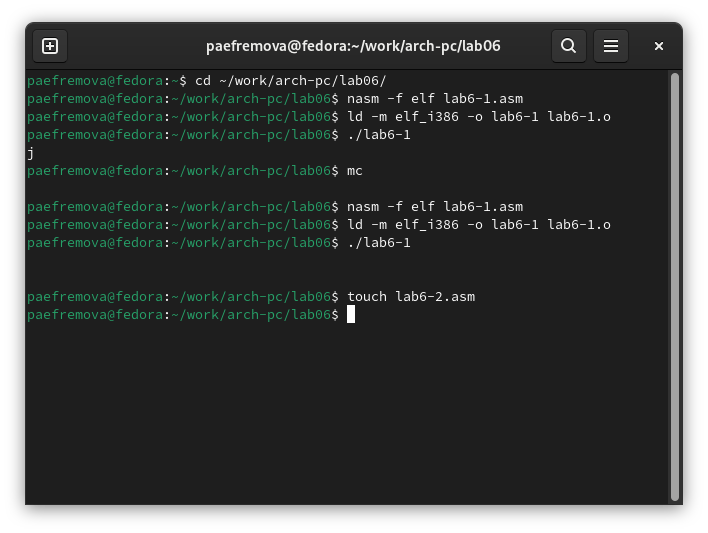 paefremova@fedora:~/work/arch-pc/lab06
paefremova@fedora:~$ cd ~/work/arch-pc/lab06/
paefremova@fedora:~/work/arch-pc/lab06$ nasm -f elf lab6-1.asm
paefremova@fedora:~/work/arch-pc/lab06$ ld -m elf_i386 -o lab6-1 lab6-1.o
paefremova@fedora:~/work/arch-pc/lab06$ ./lab6-1
j
paefremova@fedora:~/work/arch-pc/lab06$ mc
paefremova@fedora:~/work/arch-pc/lab06$ nasm -f elf lab6-1.asm
paefremova@fedora:~/work/arch-pc/lab06$ ld -m elf_i386 -o lab6-1 lab6-1.o
paefremova@fedora:~/work/arch-pc/lab06$ ./lab6-1
paefremova@fedora:~/work/arch-pc/lab06$ touch lab6-2.asm
paefremova@fedora:~/work/arch-pc/lab06$